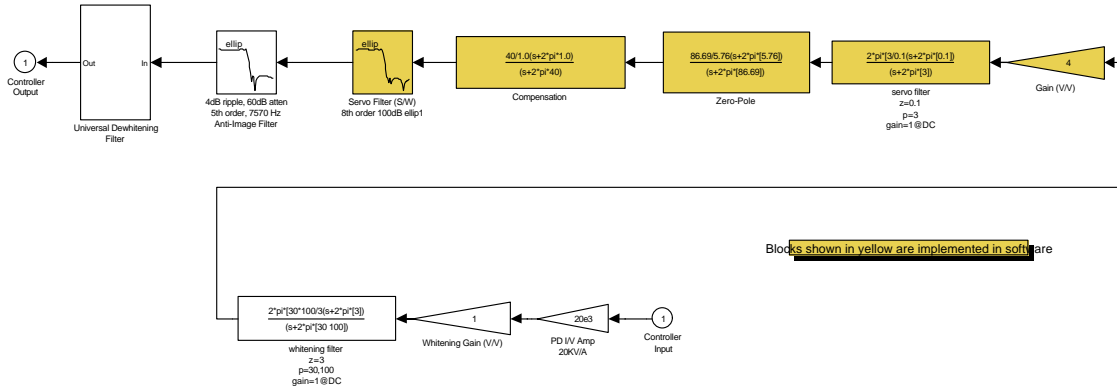 Out
In
ellip
ellip
40/1.0(s+2*pi*1.0)
(s+2*pi*40)
86.69/5.76(s+2*pi*[5.76])
(s+2*pi*[86.69])
2*pi*[3/0.1(s+2*pi*[0.1)
(s+2*pi*[3])
4
1
Controller
Output
Universal Dewhitening
Filter
4dB ripple, 60dB atten
5th order, 7570 Hz
Anti-Image Filter
Servo Filter (S/W)
8th order 100dB ellip1
Compensation
Zero-Pole
servo filter
z=0.1
p=3
gain=1@DC
Gain (V/V)
Blocks shown in yellow are implemented in software
2*pi*[30*100/3(s+2*pi*[3])
(s+2*pi*[30 100])
whitening filter
z=3
p=30,100
gain=1@DC
1
Whitening Gain (V/V)
20e3
PD I/V Amp
20KV/A
1
Controller
Input